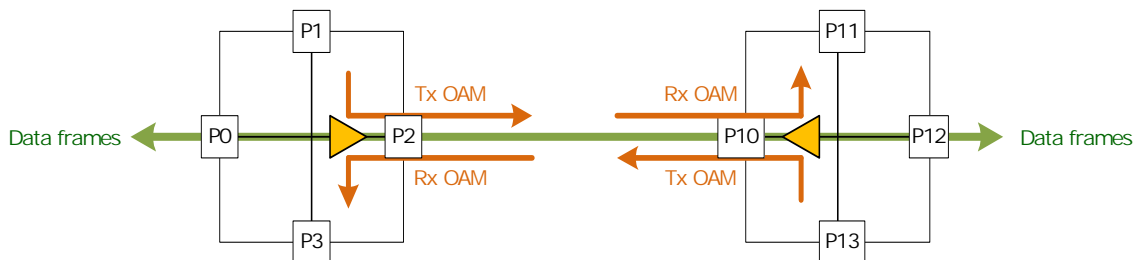 P1
P11
Tx OAM
Rx OAM
Data frames
P0
P2
P10
P12
Data frames
Rx OAM
Tx OAM
P3
P13